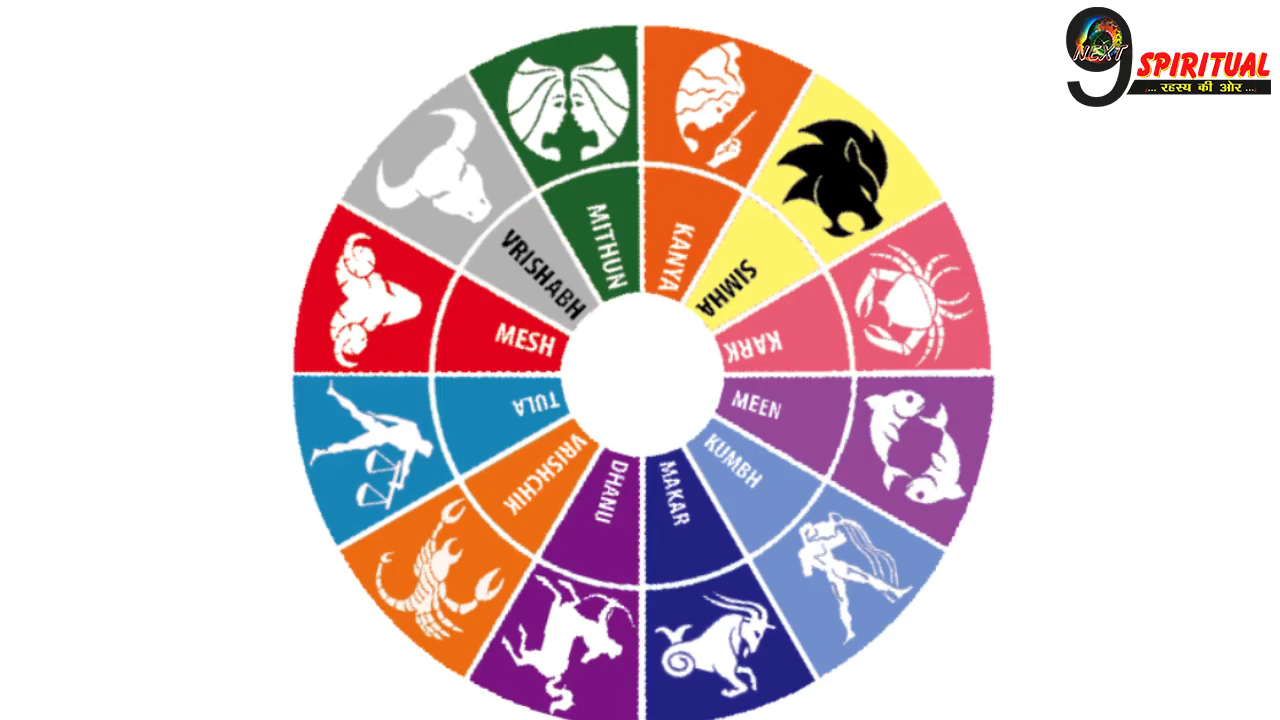 NEXT
9
SPIRITUAL
... रहस्य की ओर ...
MITHUN
KANYA
VRISHABH
SIMHA
MESH
KARK
TULA
MEEN
VRISHCHIK
KUMBH
DHANU
MAKAR